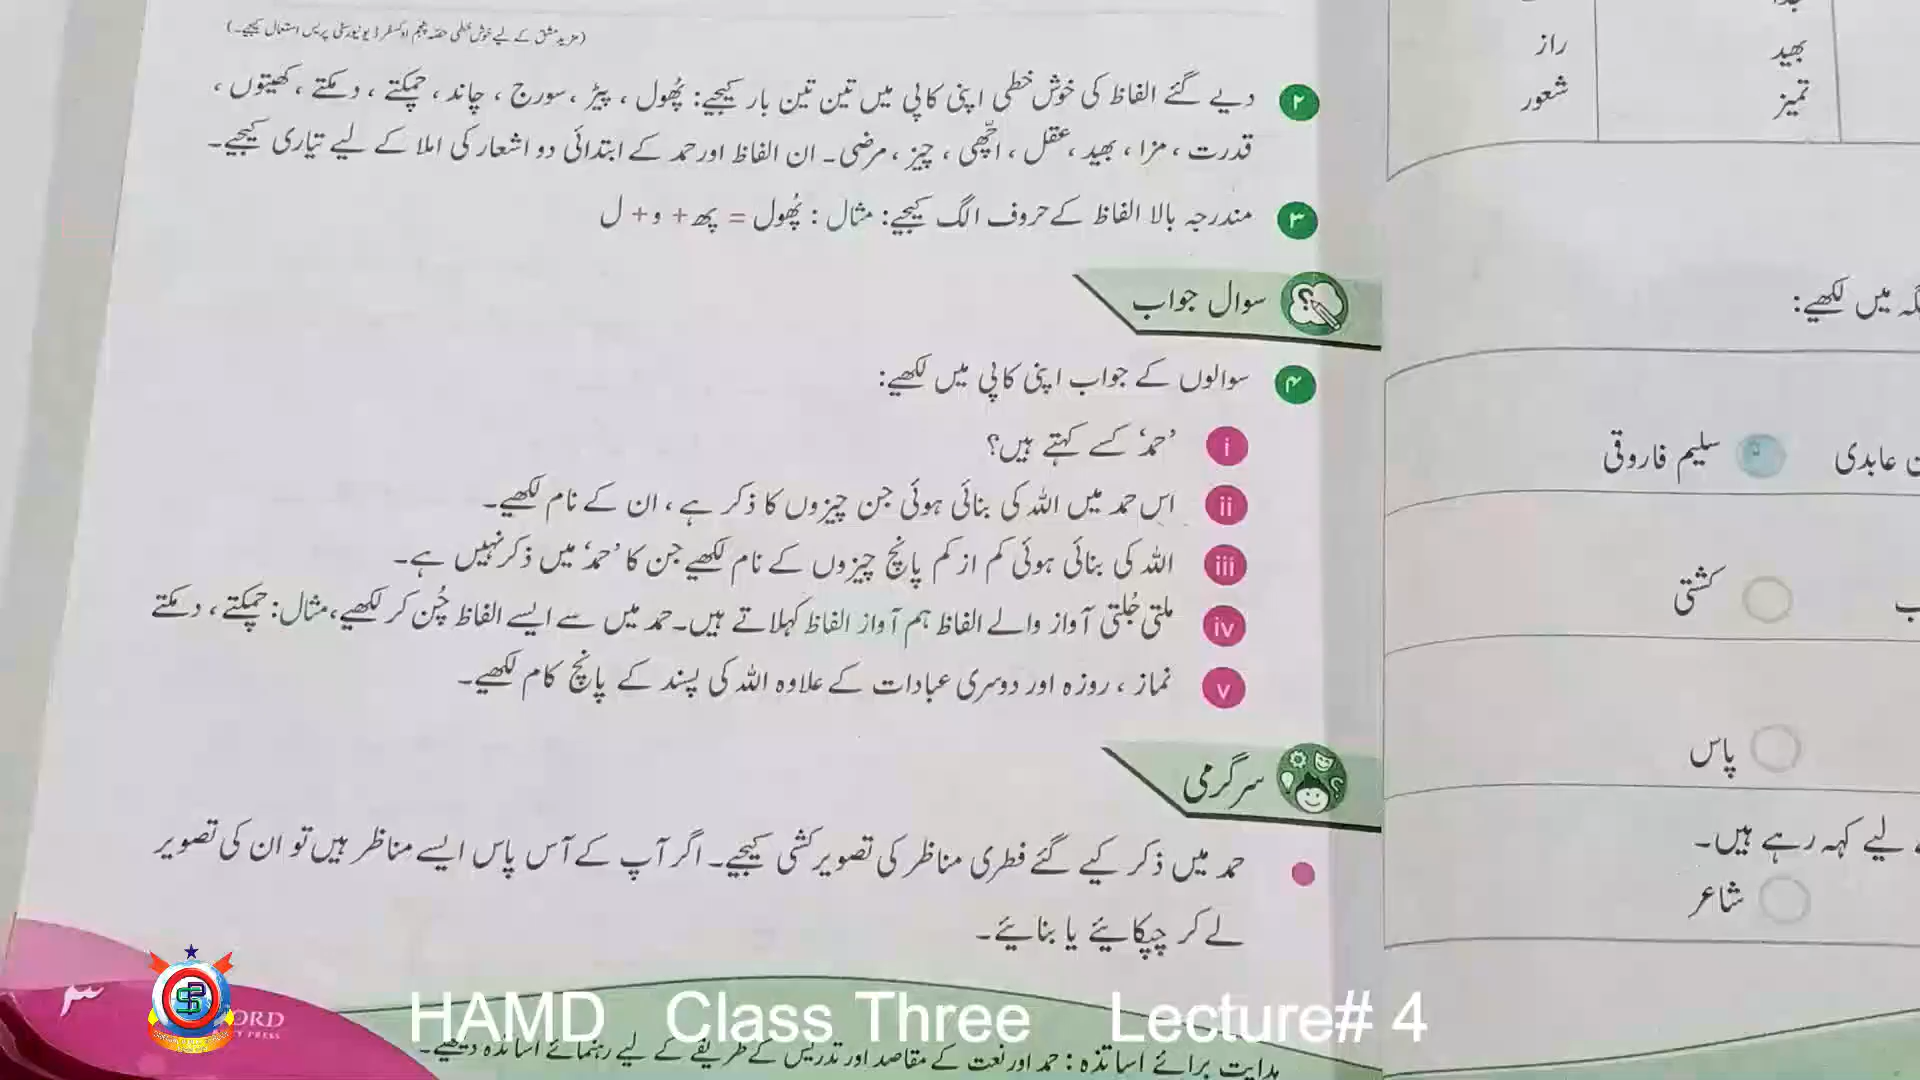 (مزید مشق کے لیے خوش خطی حصّہ پنجم اوکسفرڈ یونیورسٹی پریس استعمال کیجیے۔)
۲ دیے گئے الفاظ کی خوش خطی اپنی کاپی میں تین تین بار کیجیے: پُھول ، پیڑ ، سورج ، چاند ، چمکتے ، دمکتے ، کھیتوں ،
قدرت ، مزا ، بھید ، عقل ، اچّھی ، چیز ، مرضی۔ ان الفاظ اور حمد کے ابتدائی دو اشعار کی املا کے لیے تیاری کیجیے۔
۳ مندرجہ بالا الفاظ کے حروف الگ کیجیے: مثال : پُھول = پھ + و + ل
سوال جواب
۴ سوالوں کے جواب اپنی کاپی میں لکھیے:
i ’حمد‘ کسے کہتے ہیں؟
ii اس حمد میں اللہ کی بنائی ہوئی جن چیزوں کا ذکر ہے ، ان کے نام لکھیے۔
iii اللہ کی بنائی ہوئی کم از کم پانچ چیزوں کے نام لکھیے جن کا ’حمد‘ میں ذکر نہیں ہے۔
iv ملتی جُلتی آواز والے الفاظ ہم آواز الفاظ کہلاتے ہیں۔ حمد میں سے ایسے الفاظ چُن کر لکھیے، مثال: چمکتے ، دمکتے
v نماز ، روزہ اور دوسری عبادات کے علاوہ اللہ کی پسند کے پانچ کام لکھیے۔
سرگرمی
حمد میں ذکر کیے گئے فطری مناظر کی تصویر کشی کیجیے۔ اگر آپ کے آس پاس ایسے مناظر ہیں تو ان کی تصویر
لے کر چپکائیے یا بنائیے۔
۳
HAMD Class Three Lecture# 4
ہدایت برائے اساتذہ : حمد اور نعت کے مقاصد اور تدریس کے طریقے کے لیے رہنمائے اساتذہ دیکھیے۔
بھید راز
تمیز شعور
میں لکھیے:
عابدی سلیم فاروقی
کشتی
پاس
لیے کہہ رہے ہیں۔
شاعر